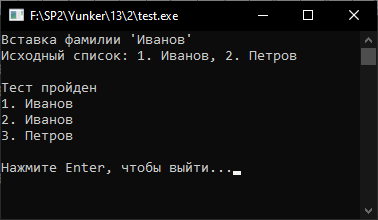 F:\SP2\Yunker\13\2\test.exe
Вставка фамилии 'Иванов'
Исходный список: 1. Иванов, 2. Петров
Тест пройден
1. Иванов
2. Иванов
3. Петров
Нажмите Enter, чтобы выйти...